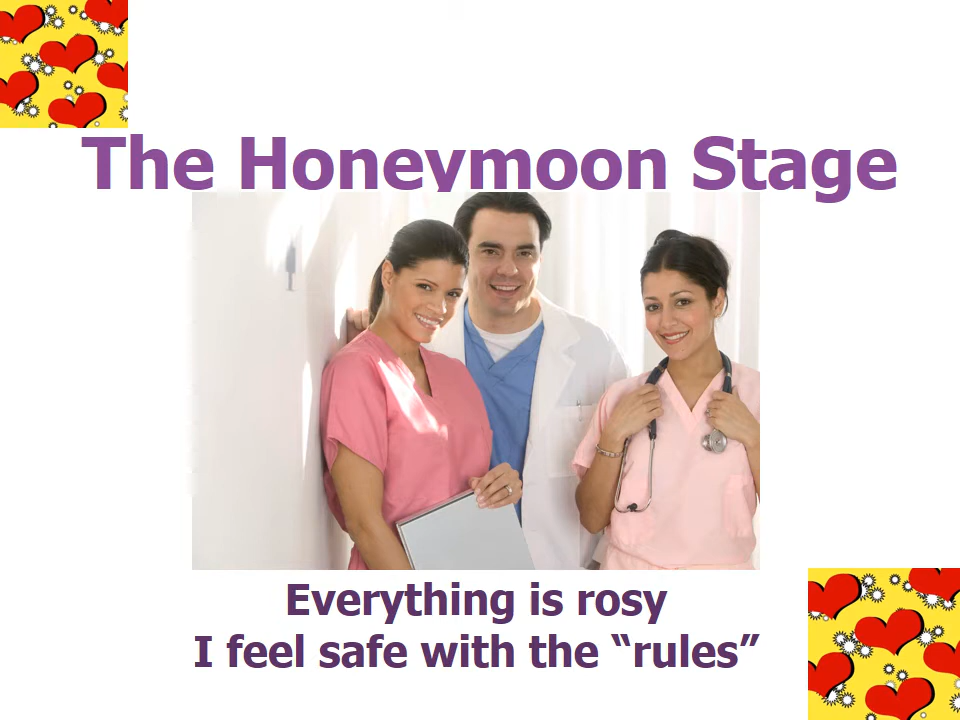 The Honeymoon Stage
Everything is rosy
I feel safe with the “rules”